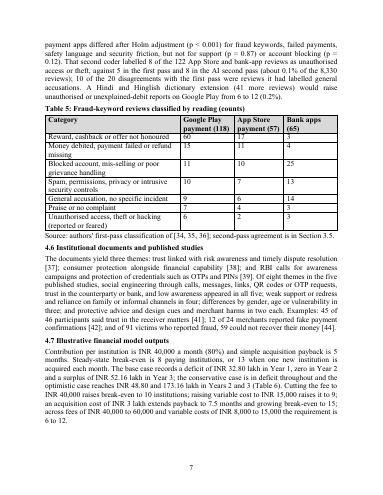 payment apps differed after Holm adjustment (p < 0.001) for fraud keywords, failed payments,
safety language and security friction, but not for support (p = 0.87) or account blocking (p =
0.12). That second coder labelled 8 of the 122 App Store and bank-app reviews as unauthorised
access or theft, against 5 in the first pass and 8 in the AI second pass (about 0.1% of the 8,330
reviews); 10 of the 20 disagreements with the first pass were reviews it had labelled general
accusations. A Hindi and Hinglish dictionary extension (41 more reviews) would raise
unauthorised or unexplained-debit reports on Google Play from 6 to 12 (0.2%).
Table 5: Fraud-keyword reviews classified by reading (counts)
Category Google Play payment (118) App Store payment (57) Bank apps (65)
Reward, cashback or offer not honoured 60 17 3
Money debited, payment failed or refund missing 15 11 4
Blocked account, mis-selling or poor grievance handling 11 10 25
Spam, permissions, privacy or intrusive security controls 10 7 13
General accusation, no specific incident 9 6 14
Praise or no complaint 7 4 3
Unauthorised access, theft or hacking (reported or feared) 6 2 3
Source: authors' first-pass classification of [34, 35, 36]; second-pass agreement is in Section 3.5.
4.6 Institutional documents and published studies
The documents yield three themes: trust linked with risk awareness and timely dispute resolution
[37]; consumer protection alongside financial capability [38]; and RBI calls for awareness
campaigns and protection of credentials such as OTPs and PINs [39]. Of eight themes in the five
published studies, social engineering through calls, messages, links, QR codes or OTP requests,
trust in the counterparty or bank, and low awareness appeared in all five; weak support or redress
and reliance on family or informal channels in four; differences by gender, age or vulnerability in
three; and protective advice and design cues and merchant harms in two each. Examples: 45 of
46 participants said trust in the receiver matters [41]; 12 of 24 merchants reported fake payment
confirmations [42]; and of 91 victims who reported fraud, 59 could not recover their money [44].
4.7 Illustrative financial model outputs
Contribution per institution is INR 40,000 a month (80%) and simple acquisition payback is 5
months. Steady-state break-even is 8 paying institutions, or 13 when one new institution is
acquired each month. The base case records a deficit of INR 32.80 lakh in Year 1, zero in Year 2
and a surplus of INR 52.16 lakh in Year 3; the conservative case is in deficit throughout and the
optimistic case reaches INR 48.80 and 173.16 lakh in Years 2 and 3 (Table 6). Cutting the fee to
INR 40,000 raises break-even to 10 institutions; raising variable cost to INR 15,000 raises it to 9;
an acquisition cost of INR 3 lakh extends payback to 7.5 months and growing break-even to 15;
across fees of INR 40,000 to 60,000 and variable costs of INR 8,000 to 15,000 the requirement is
6 to 12.
7